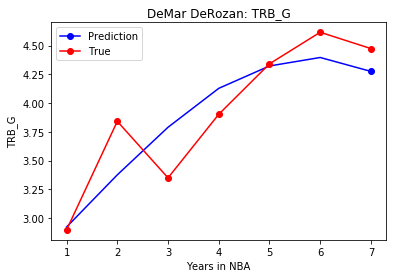 DeMar DeRozan: TRB_G
Prediction
True
4.50
4.25
4.00
3.75
3.50
3.25
3.00
TRB_G
1 2 3 4 5 6 7
Years in NBA